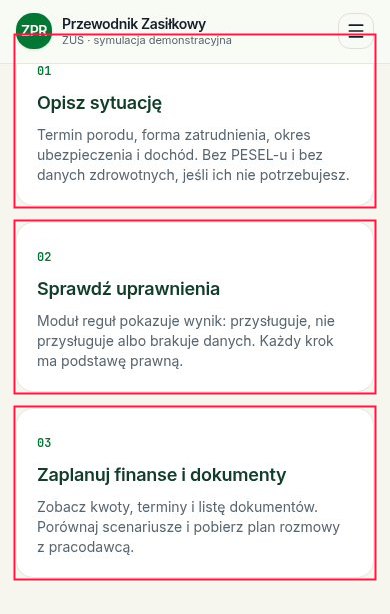 ZPR
Przewodnik Zasiłkowy
ZUS · symulacja demonstracyjna
01
Opisz sytuację
Termin porodu, forma zatrudnienia, okres
ubezpieczenia i dochód. Bez PESEL-u i bez
danych zdrowotnych, jeśli ich nie potrzebujesz.
02
Sprawdź uprawnienia
Moduł reguł pokazuje wynik: przysługuje, nie
przysługuje albo brakuje danych. Każdy krok
ma podstawę prawną.
03
Zaplanuj finanse i dokumenty
Zobacz kwoty, terminy i listę dokumentów.
Porównaj scenariusze i pobierz plan rozmowy
z pracodawcą.